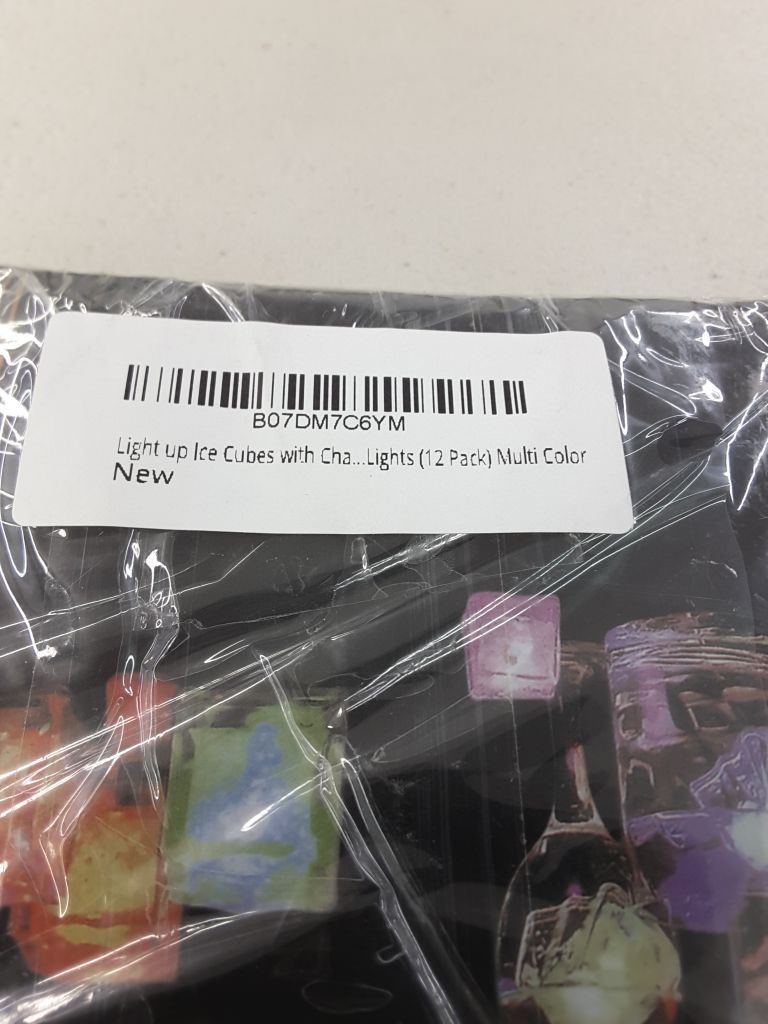 B07DM7C6YM
Light up Ice Cubes with Cha...Lights (12 Pack) Multi Color
New